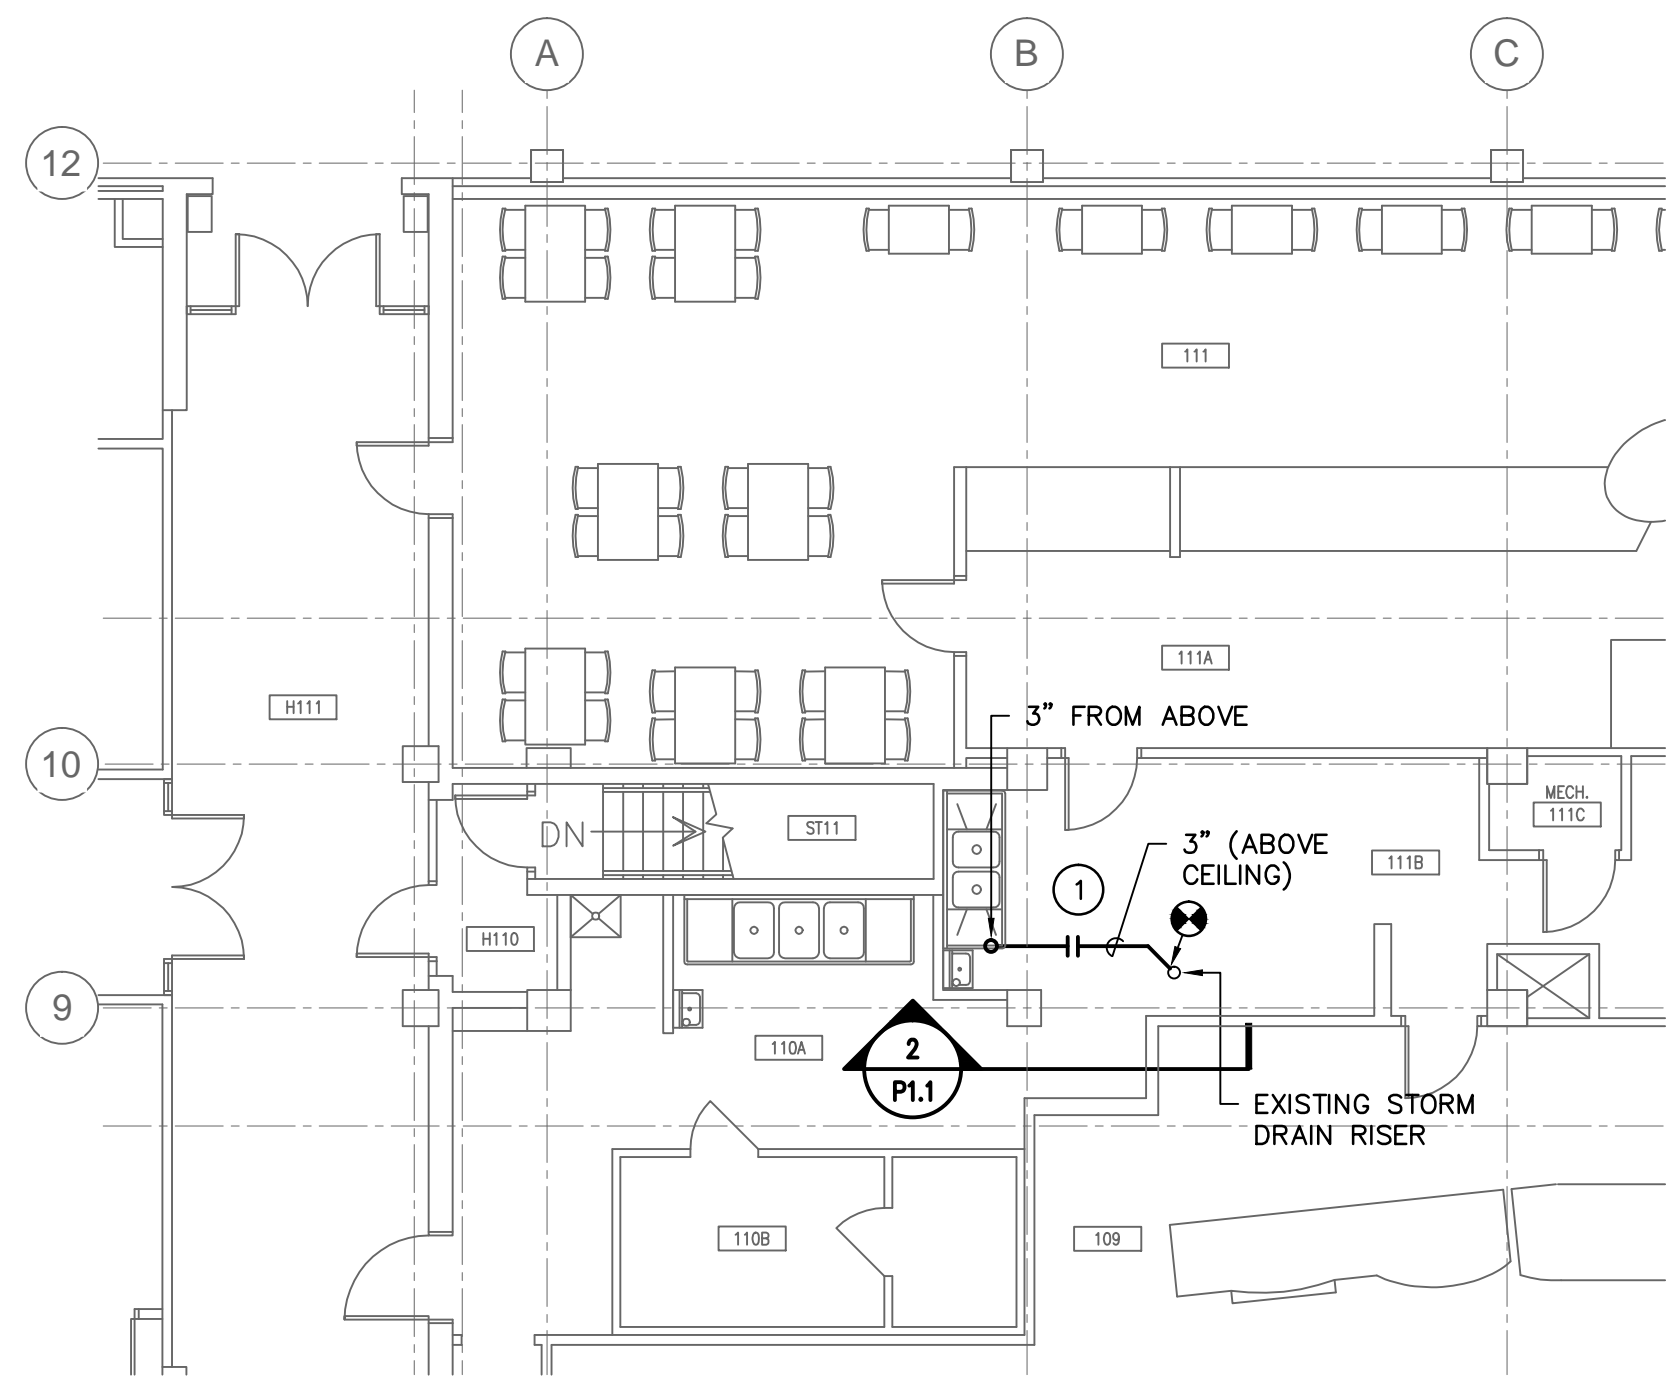 A
B
C
12
111
111A
H111
3” FROM ABOVE
10
MECH.
111C
DN
ST11
3” (ABOVE
CEILING)
111B
1
H110
9
110A
2
P1.1
EXISTING STORM
DRAIN RISER
110B
109